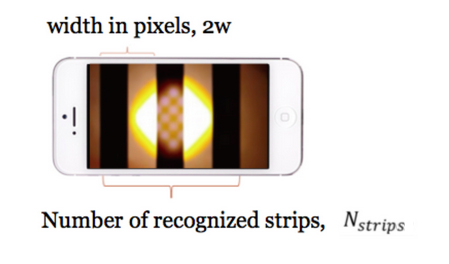 width in pixels, 2w
Number of recognized strips, N_strips